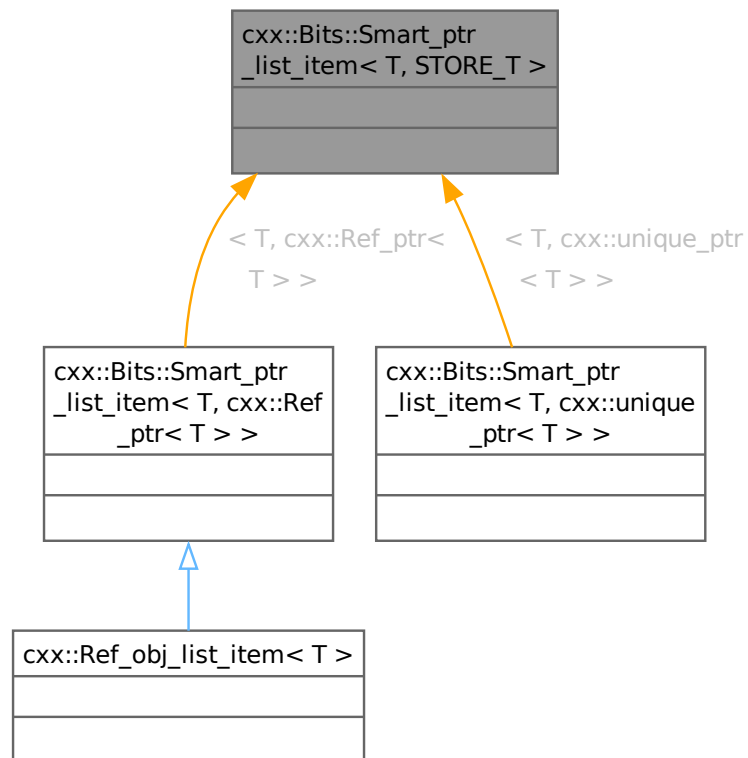 cxx::Bits::Smart_ptr
_list_item< T, STORE_T >
< T, cxx::Ref_ptr<
T > >
< T, cxx::unique_ptr
< T > >
cxx::Bits::Smart_ptr
_list_item< T, cxx::Ref
_ptr< T > >
cxx::Bits::Smart_ptr
_list_item< T, cxx::unique
_ptr< T > >
cxx::Ref_obj_list_item< T >